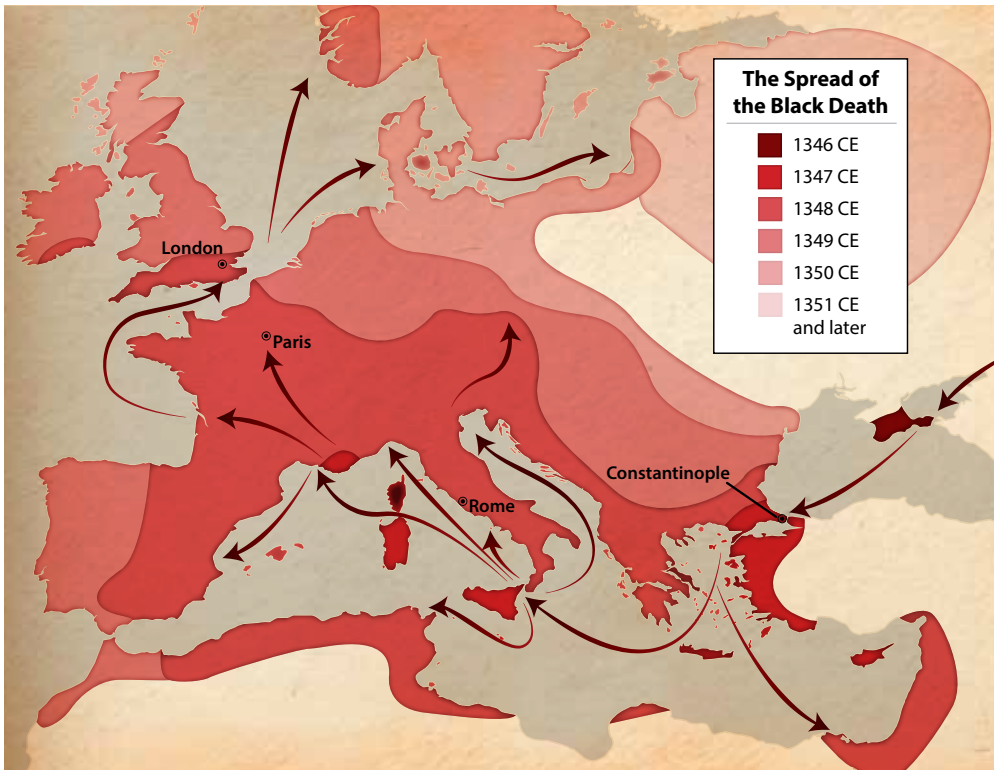 The Spread of
the Black Death
1346 CE
1347 CE
1348 CE
1349 CE
1350 CE
1351 CE
and later
London
Paris
Constantinople
Rome